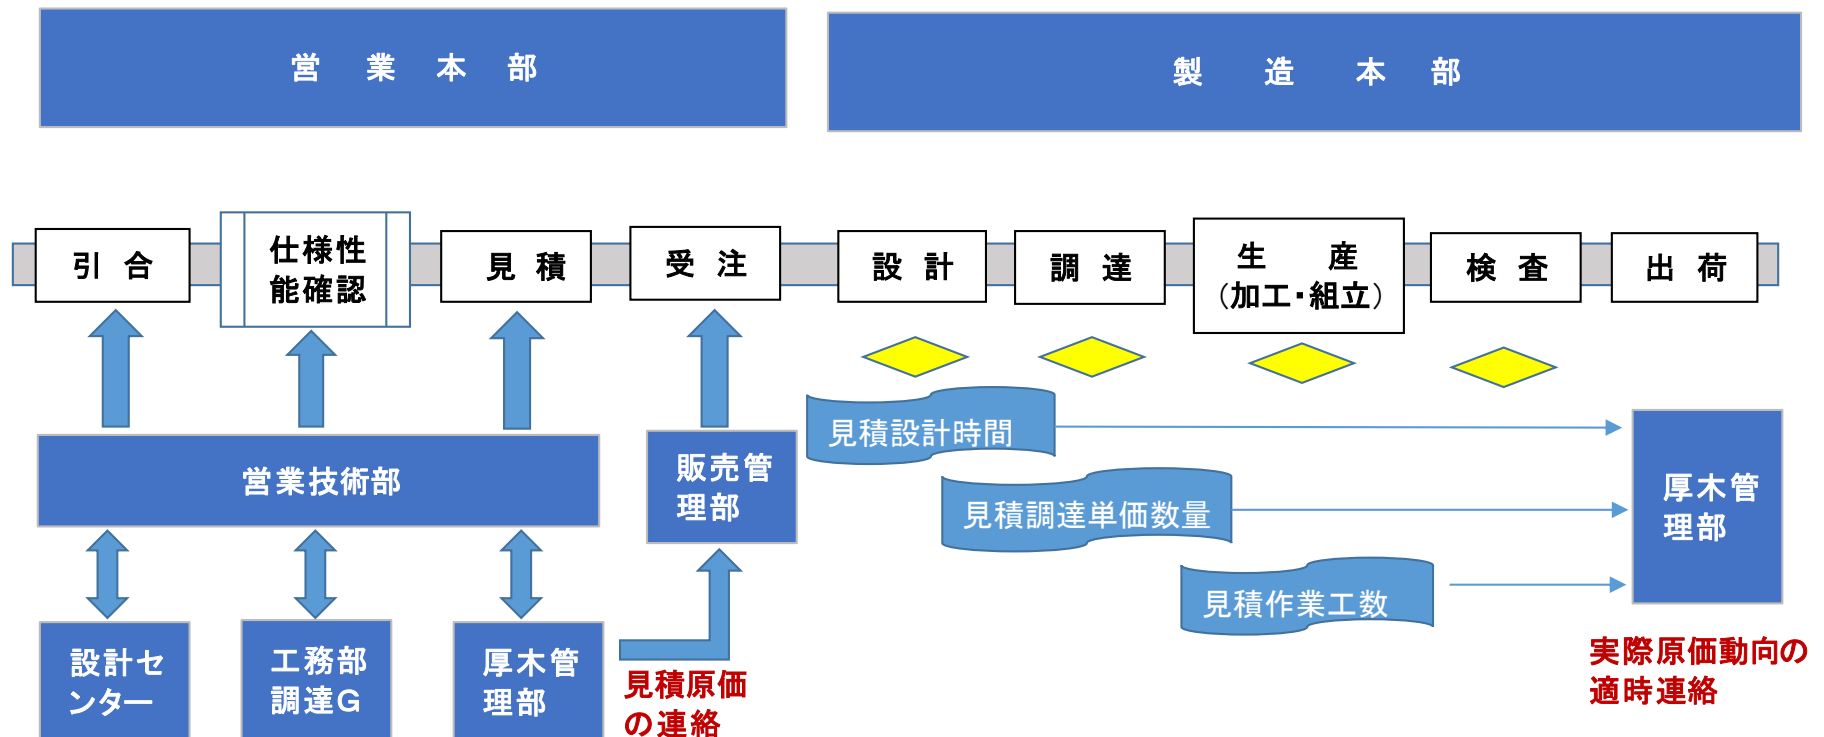 営業本部
製造本部
引合
仕様性
能確認
見積
受注
設計
調達
生産
（加工・組立）
検査
出荷
見積設計時間
営業技術部
販売管
理部
見積調達単価数量
厚木管
理部
見積作業工数
設計セ
ンター
工務部
調達G
厚木管
理部
見積原価
の連絡
実際原価動向の
適時連絡